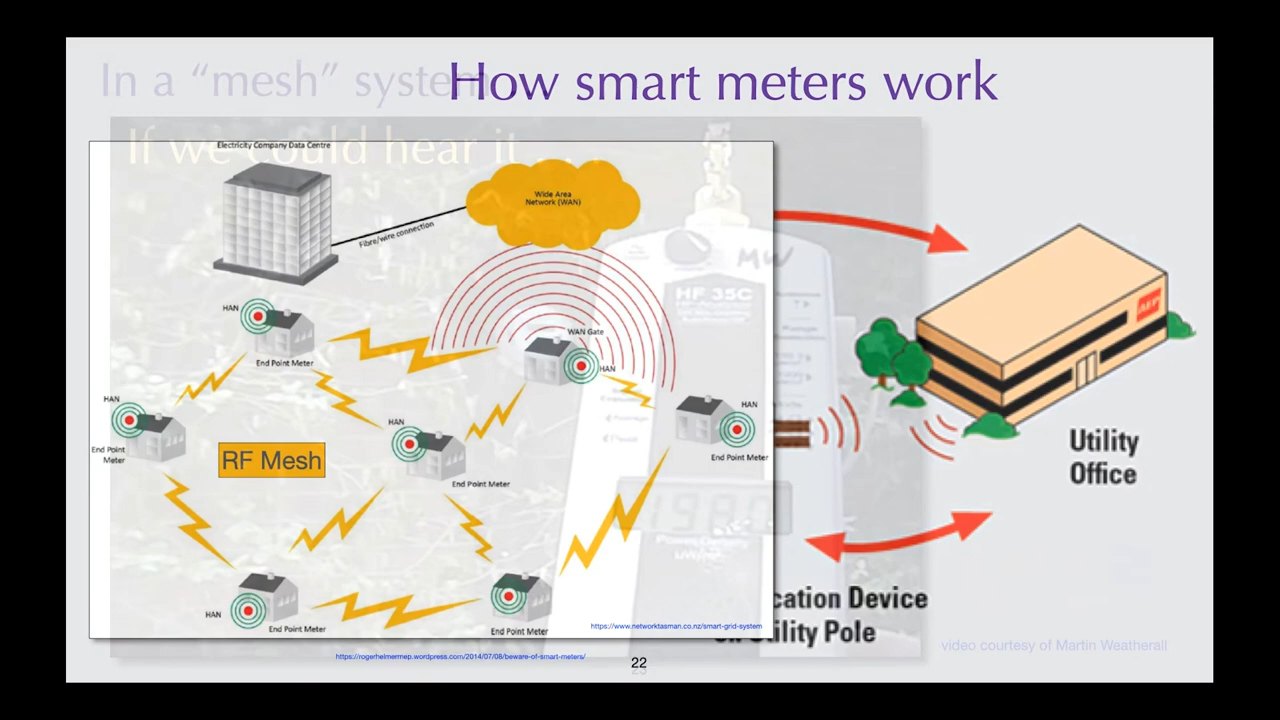 In a “mesh” system
How smart meters work
If we could hear it . . .
Electricity Company Data Centre
Wide Area
Network (WAN)
Fibre/wire connection
MW
HF 35C
HAN
WAN Gate
End Point Meter
HAN
HAN
HAN
HAN
End Point
Meter
RF Mesh
End Point Meter
End Point Meter
AEP
Utility
Office
1980
HAN
End Point Meter
End Point Meter
cation Device
Utility Pole
https://www.networktasman.co.nz/smart-grid-system
video courtesy of Martin Weatherall
https://rogerhelmermep.wordpress.com/2014/07/08/beware-of-smart-meters/
22